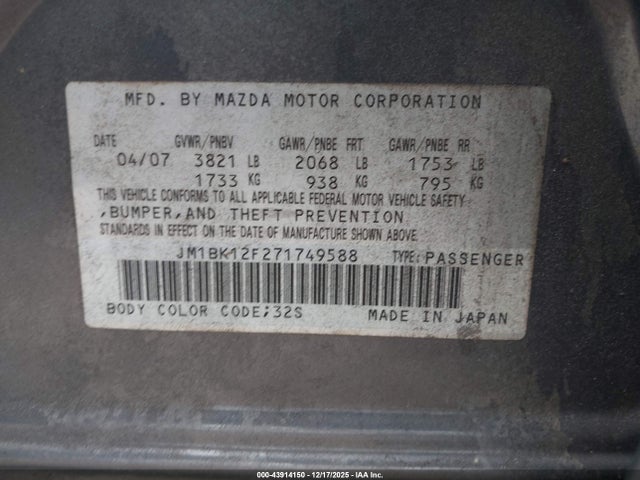 MFD. BY MAZDA MOTOR CORPORATION
DATE GVWR/PNBV GAWR/PNBE FRT GAWR/PNBE RR
04/07 3821 LB 2068 LB 1753 LB
1733 KG 938 KG 795 KG
THIS VEHICLE CONFORMS TO ALL APPLICABLE FEDERAL MOTOR VEHICLE SAFETY
,BUMPER,AND THEFT PREVENTION
STANDARDS IN EFFECT ON THE DATE OF MANUFACTURE SHOWN ABOVE.
JM1BK12F271749588 TYPE:PASSENGER
BODY COLOR CODE;32S MADE IN JAPAN
000-43914150 — 12/17/2025 — IAA Inc.